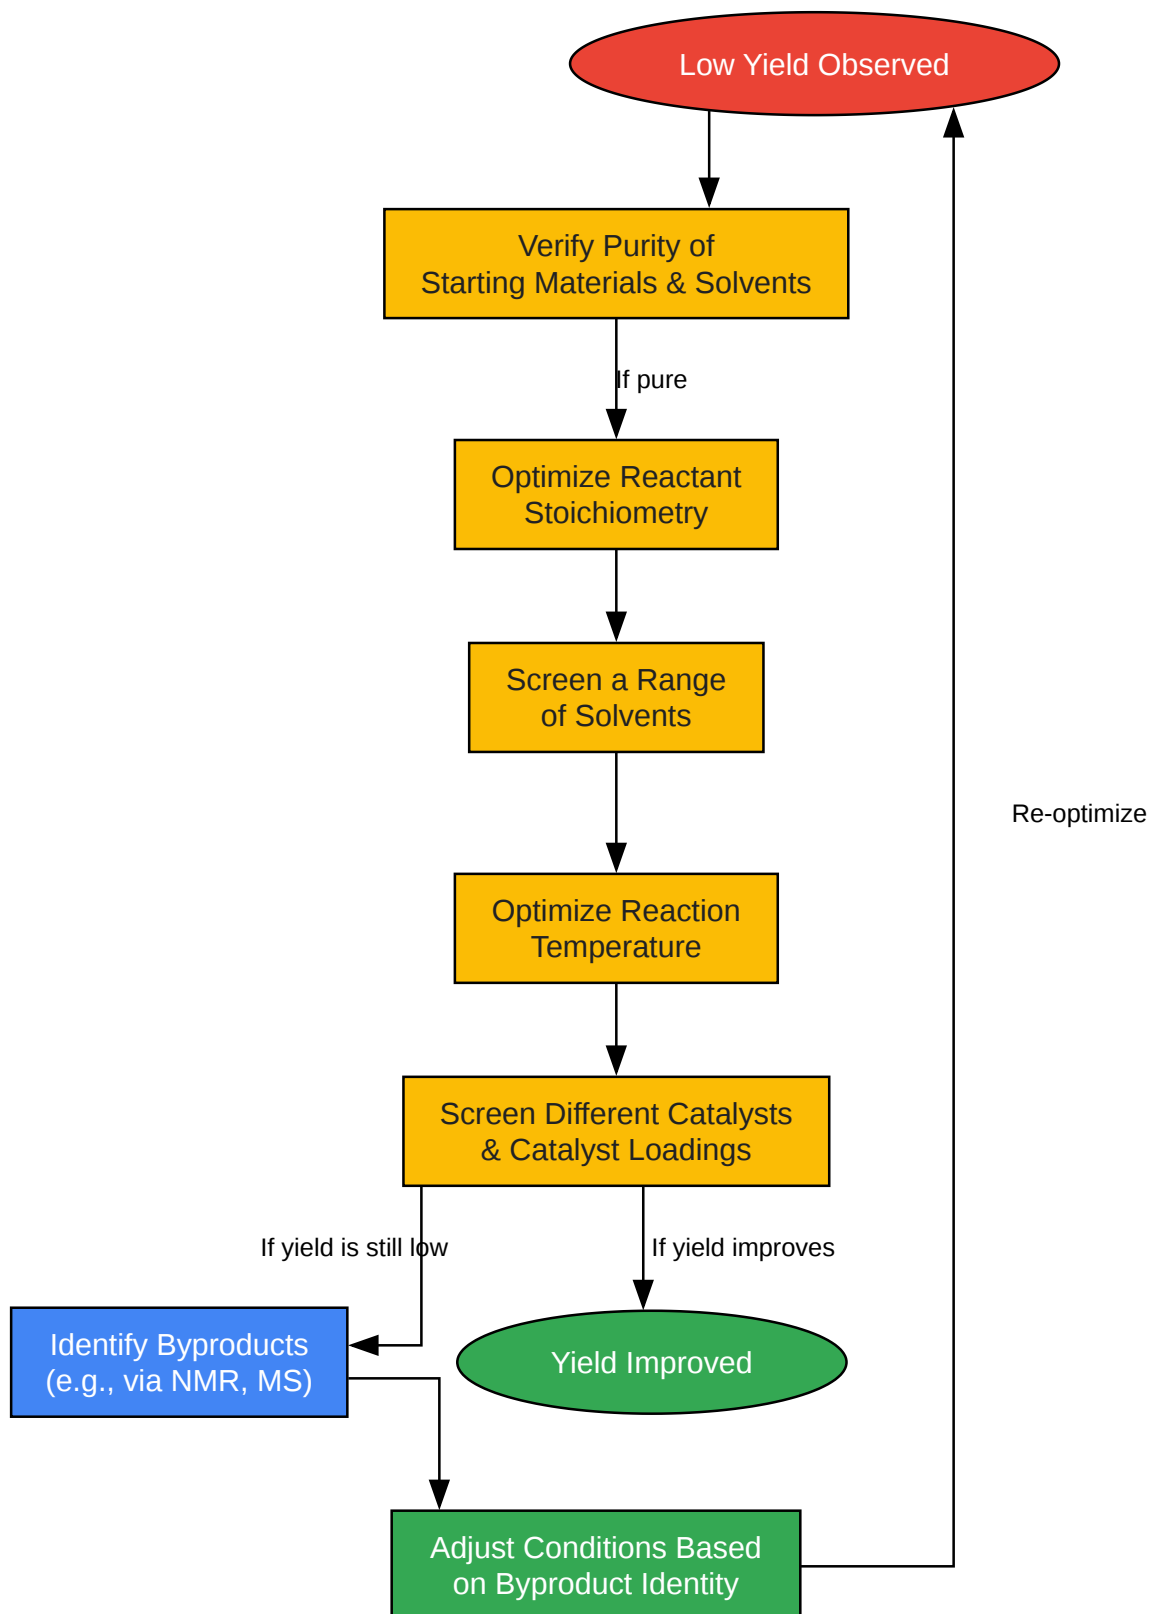 Low Yield Observed
Verify Purity of
Starting Materials & Solvents
If pure
Optimize Reactant
Stoichiometry
Screen a Range
of Solvents
Re-optimize
Optimize Reaction
Temperature
Screen Different Catalysts
& Catalyst Loadings
If yield is still low
If yield improves
Identify Byproducts
(e.g., via NMR, MS)
Yield Improved
Adjust Conditions Based
on Byproduct Identity